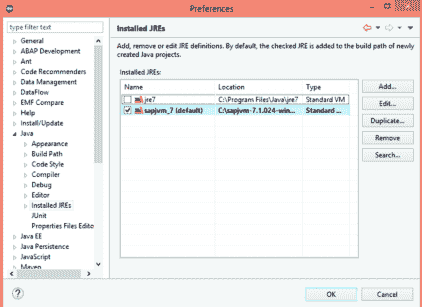 Preferences
type filter text
General
ABAP Development
Ant
Code Recommenders
Data Management
DataFlow
EMF Compare
Help
Install/Update
Java
Appearance
Build Path
Code Style
Compiler
Debug
Editor
Installed JREs
JUnit
Properties Files Edito
Java EE
Java Persistence
JavaScript
Maven
Installed JREs
Add, remove or edit JRE definitions. By default, the checked JRE is added to the build path of newly
created Java projects.
Installed JREs:
Name Location Type
jre7 C:\Program Files\Java\jre7 Standard VM
sapjvm_7 (default) C:\sapjvm-7.1.024-win... Standard ...
Add...
Edit...
Duplicate...
Remove
Search...
OK Cancel